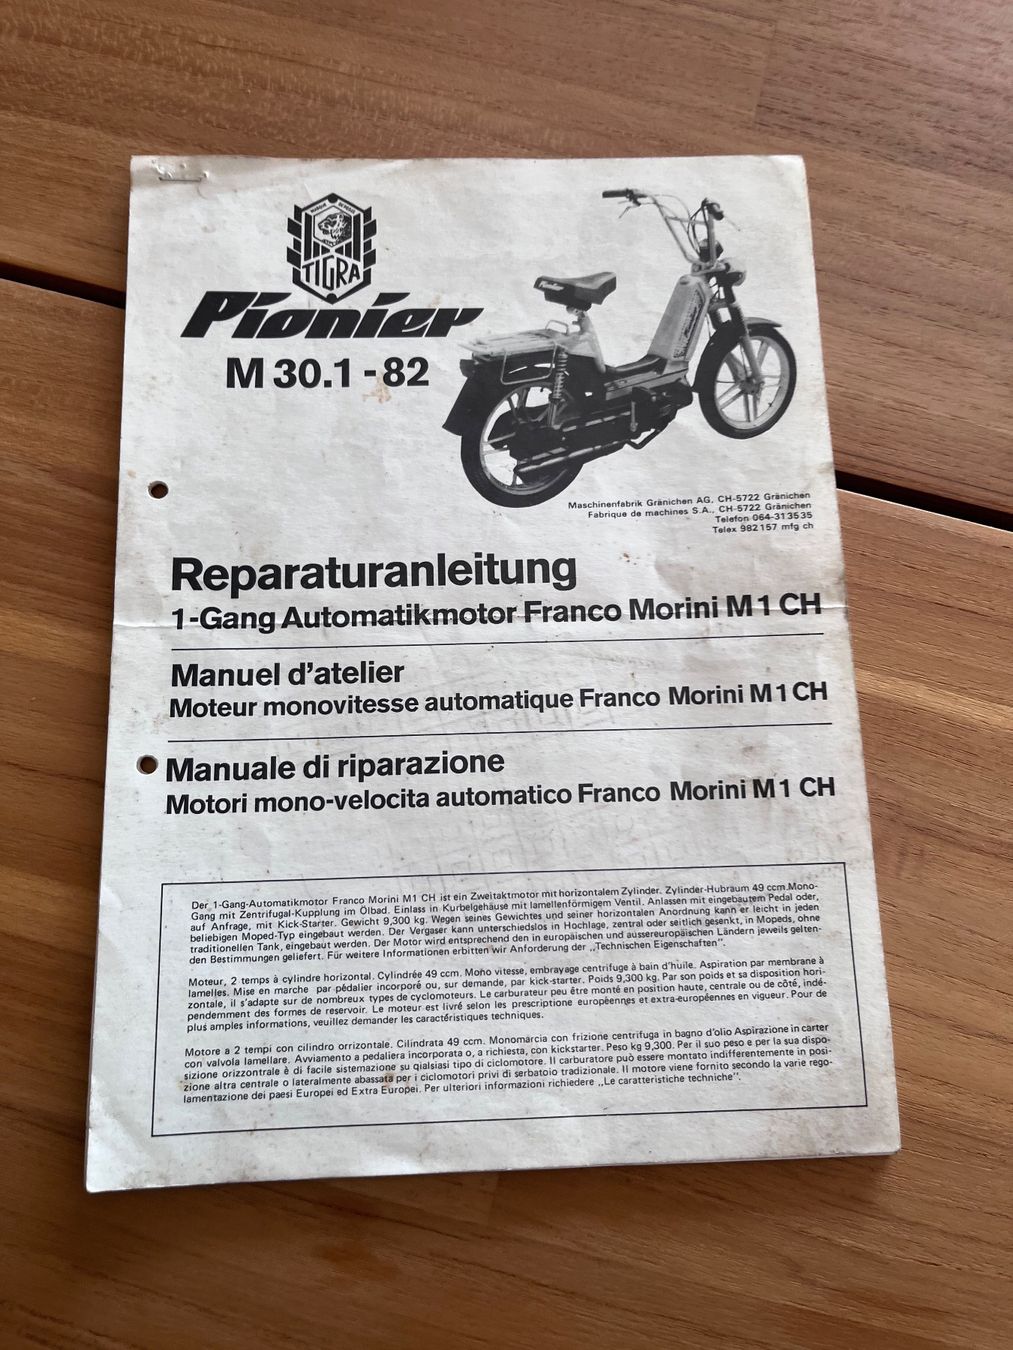 TIGRA
Pionier
M 30.1 - 82
Pionier
Pionier
Maschinenfabrik Gränichen AG, CH-5722 Gränichen
Fabrique de machines S.A., CH-5722 Gränichen
Telefon 064-31 35 35
Telex 982 157 mfg ch
Reparaturanleitung
1-Gang Automatikmotor Franco Morini M 1 CH
Manuel d'atelier
Moteur monovitesse automatique Franco Morini M 1 CH
Manuale di riparazione
Motori mono-velocita automatico Franco Morini M 1 CH
Der 1-Gang-Automatikmotor Franco Morini M1 CH ist ein Zweitaktmotor mit horizontalem Zylinder. Zylinder-Hubraum 49 ccm.Mono-
Gang mit Zentrifugal-Kupplung im Ölbad. Einlass in Kurbelgehäuse mit lamellenförmigem Ventil. Anlassen mit eingebautem Pedal oder,
auf Anfrage, mit Kick-Starter. Gewicht 9,300 kg. Wegen seines Gewichtes und seiner horizontalen Anordnung kann er leicht in jeden
beliebigen Moped-Typ eingebaut werden. Der Vergaser kann unterschiedslos in Hochlage, zentral oder seitlich gesenkt, in Mopeds, ohne
traditionellen Tank, eingebaut werden. Der Motor wird entsprechend den in europäischen und aussereuropäischen Ländern jeweils gelten-
den Bestimmungen geliefert. Für weitere Informationen erbitten wir Anforderung der „Technischen Eigenschaften".
Moteur, 2 temps à cylindre horizontal. Cylindrée 49 ccm. Mono vitesse, embrayage centrifuge à bain d'huile. Aspiration par membrane à
lamelles. Mise en marche par pédalier incorporé ou, sur demande, par kick-starter. Poids 9,300 kg. Par son poids et sa disposition hori-
zontale, il s'adapte sur de nombreux types de cyclomoteurs. Le carburateur peu être monté en position haute, centrale ou de côté, indé-
pendemment des formes de reservoir. Le moteur est livré selon les prescriptione européennes et extra-européennes en vigueur. Pour de
plus amples informations, veuillez demander les caractéristiques techniques.
Motore a 2 tempi con cilindro orrizontale. Cilindrata 49 ccm. Monomarcia con frizione centrifuga in bagno d'olio Aspirazione in carter
con valvola lamellare. Avviamento a pedaliera incorporata o, a richiesta, con kickstarter. Peso kg 9,300. Per il suo peso e per la sua dispo-
sizione orizzontale è di facile sistemazione su qualsiasi tipo di ciclomotore. Il carburatore può essere montato indifferentemente in posi-
zione altra centrale o lateralmente abassata per i ciclomotori privi di serbatoio tradizionale. Il motore viene fornito secondo la varie rego-
lamentazione dei paesi Europei ed Extra Europei. Per ulteriori informazioni richiedere „Le caratteristiche techniche".